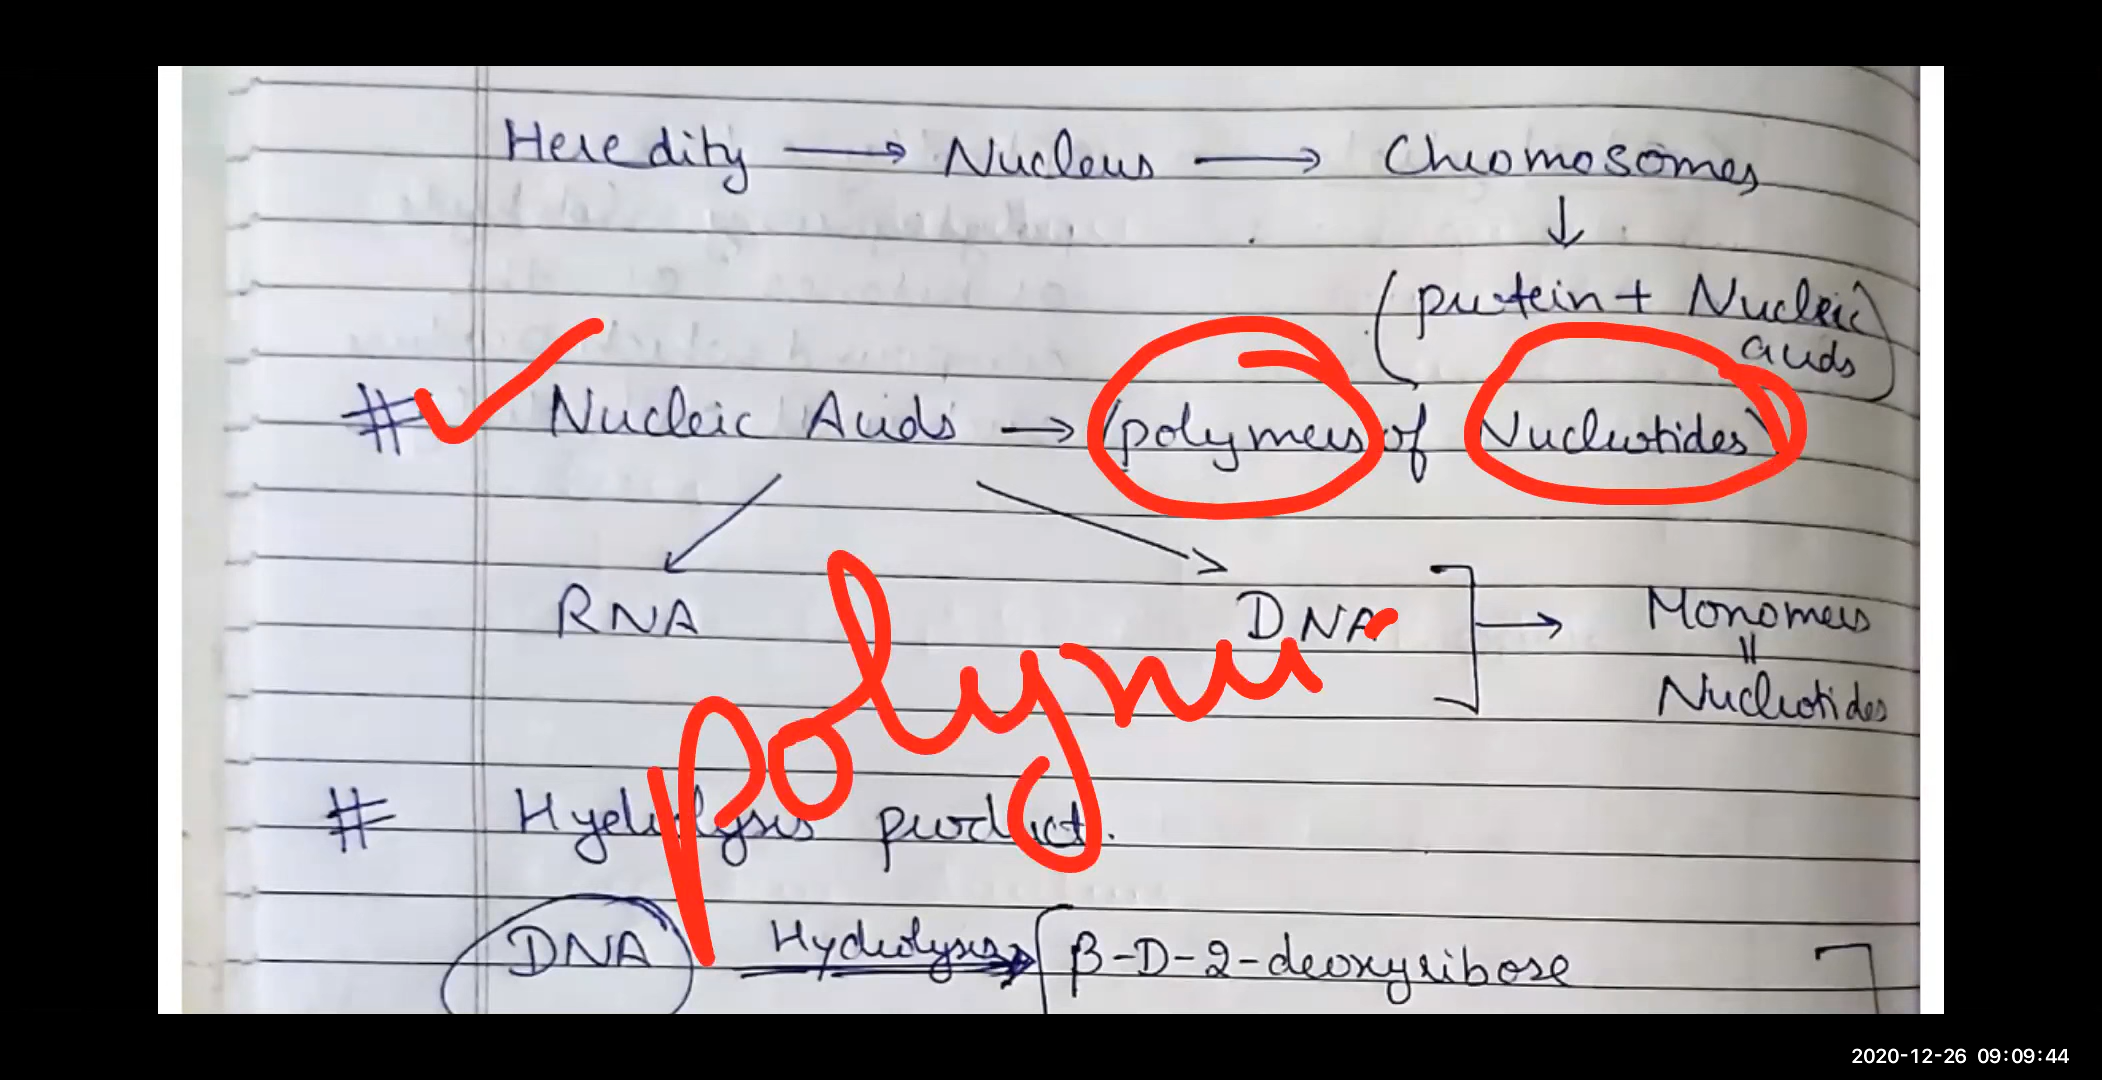 Heredity → Nucleus → Chromosomes
↓
(protein + Nucleic
acids)
# Nucleic Acids → (polymers of Nucleotides)
RNA DNA ] → Monomers
||
Nucleotides
polynu
# Hydrolysis product.
DNA Hydrolysis → [ β-D-2-deoxyribose ]
2020-12-26 09:09:44